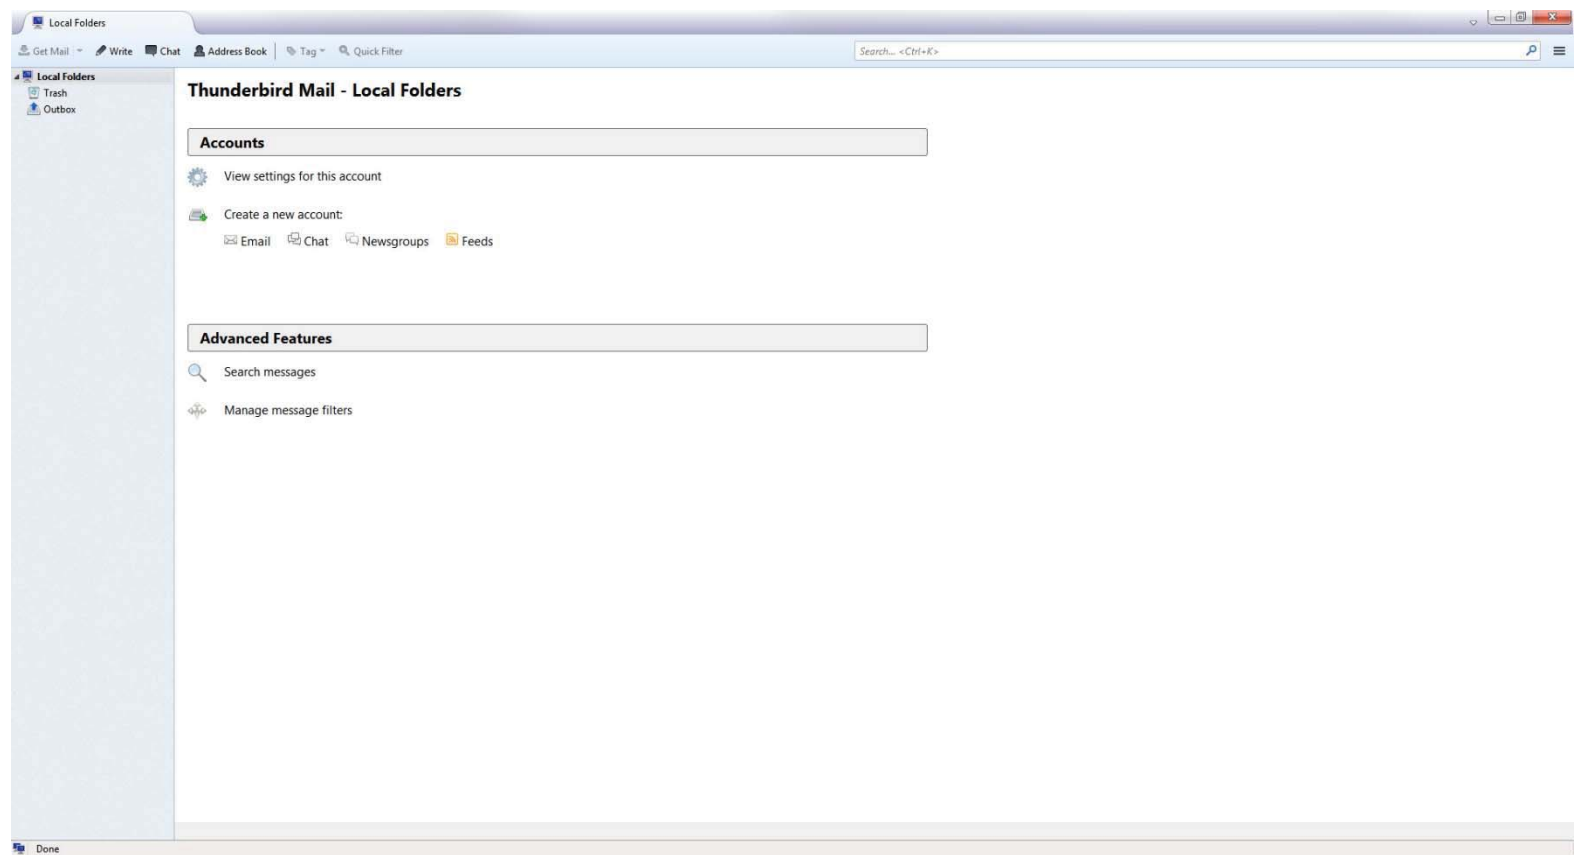 Local Folders
Get Mail Write Chat Address Book Tag Quick Filter Search... <Ctrl+K>
Local Folders
Trash
Outbox
Thunderbird Mail - Local Folders
Accounts
View settings for this account
Create a new account:
Email Chat Newsgroups Feeds
Advanced Features
Search messages
Manage message filters
Done